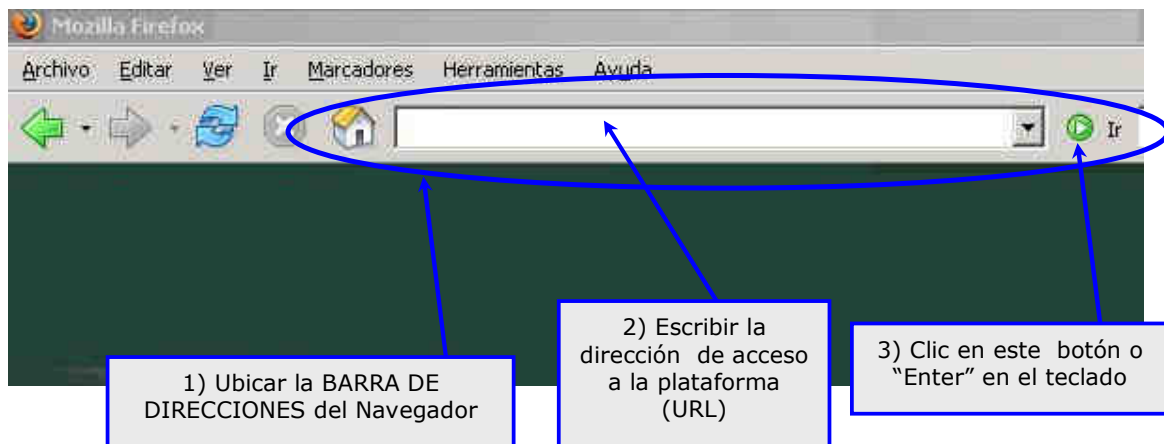 Mozilla Firefox
Archivo Editar Ver Ir Marcadores Herramientas Ayuda
Ir
1) Ubicar la BARRA DE
DIRECCIONES del Navegador
2) Escribir la
dirección de acceso
a la plataforma
(URL)
3) Clic en este botón o
“Enter” en el teclado